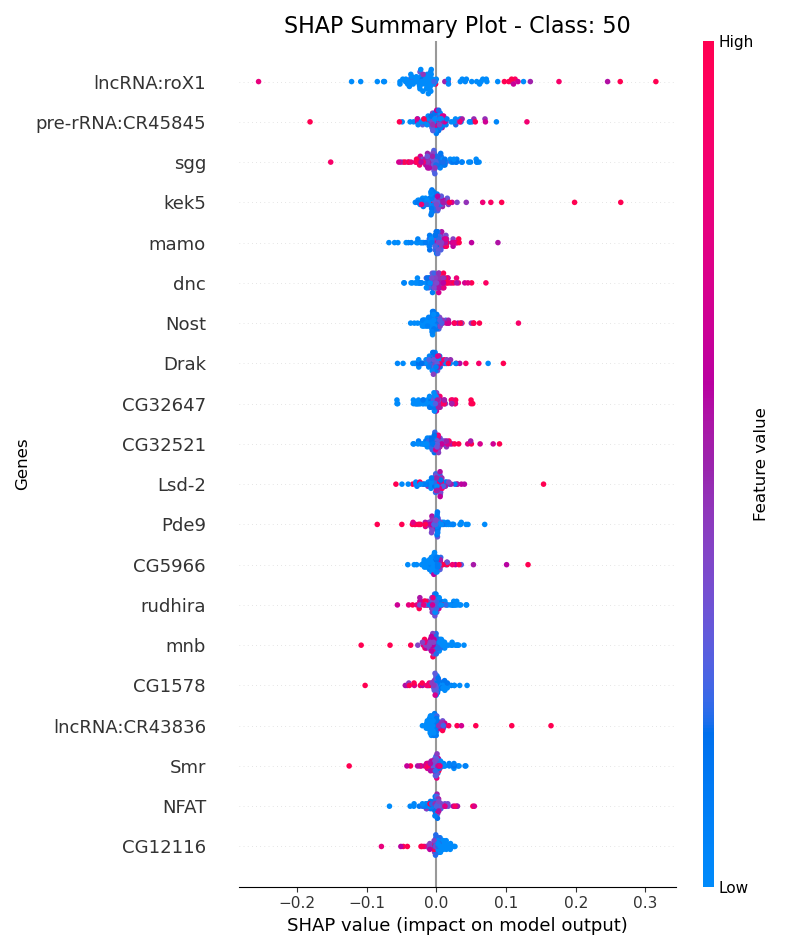 SHAP Summary Plot - Class: 50
High
lncRNA:roX1
pre-rRNA:CR45845
sgg
kek5
mamo
dnc
Nost
Drak
CG32647
CG32521
Lsd-2
Pde9
CG5966
rudhira
mnb
CG1578
lncRNA:CR43836
Smr
NFAT
CG12116
Genes
Feature value
Low
−0.2 −0.1 0.0 0.1 0.2 0.3
SHAP value (impact on model output)